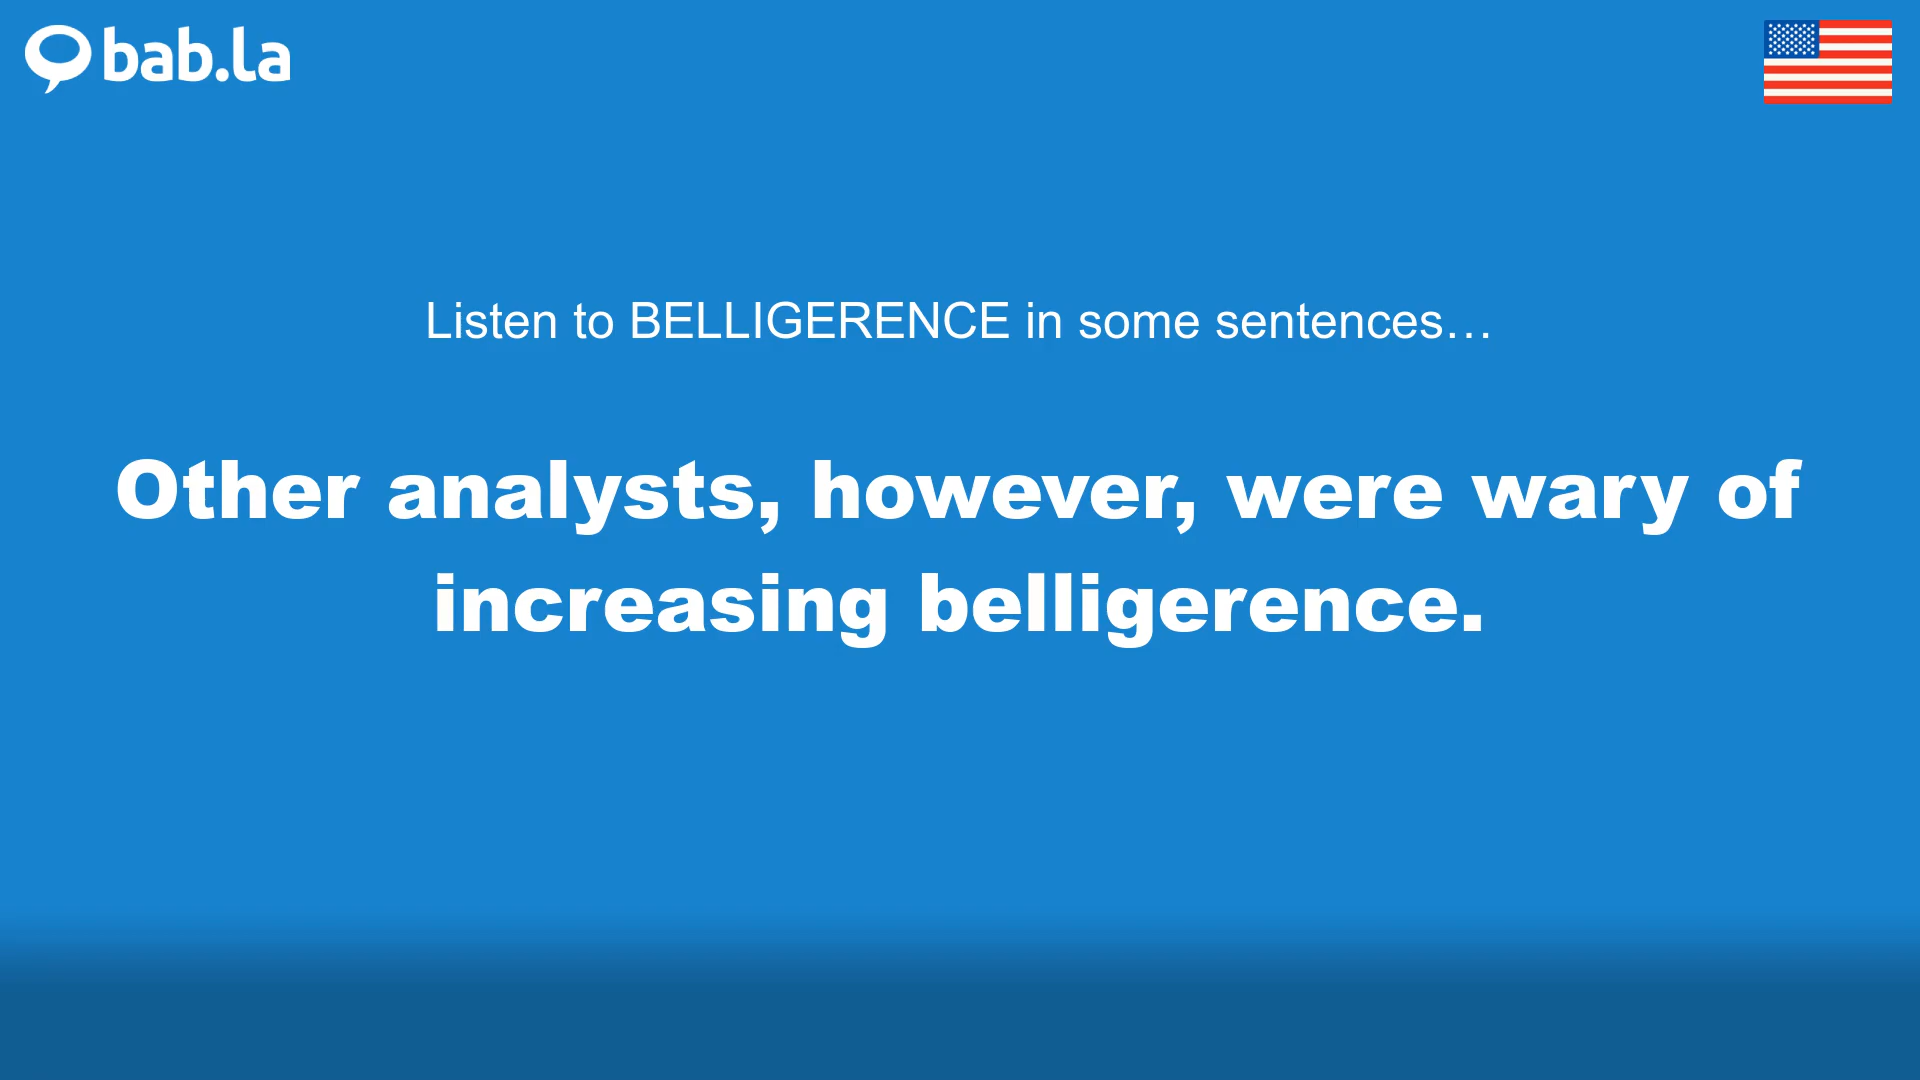 bab.la
Listen to BELLIGERENCE in some sentences…
Other analysts, however, were wary of
increasing belligerence.